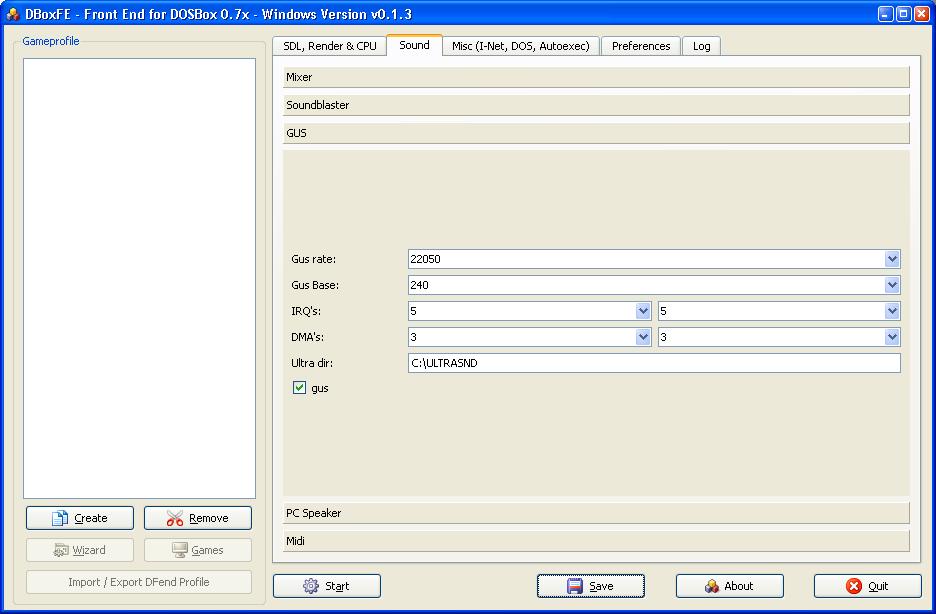 DBoxFE - Front End for DOSBox 0.7x - Windows Version v0.1.3
Gameprofile
SDL, Render & CPU
Sound
Misc (I-Net, DOS, Autoexec)
Preferences
Log
Mixer
Soundblaster
GUS
Gus rate: 22050
Gus Base: 240
IRQ's: 5 5
DMA's: 3 3
Ultra dir: C:\ULTRASND
gus
PC Speaker
Midi
Create Remove
Wizard Games
Import / Export DFend Profile
Start Save About Quit